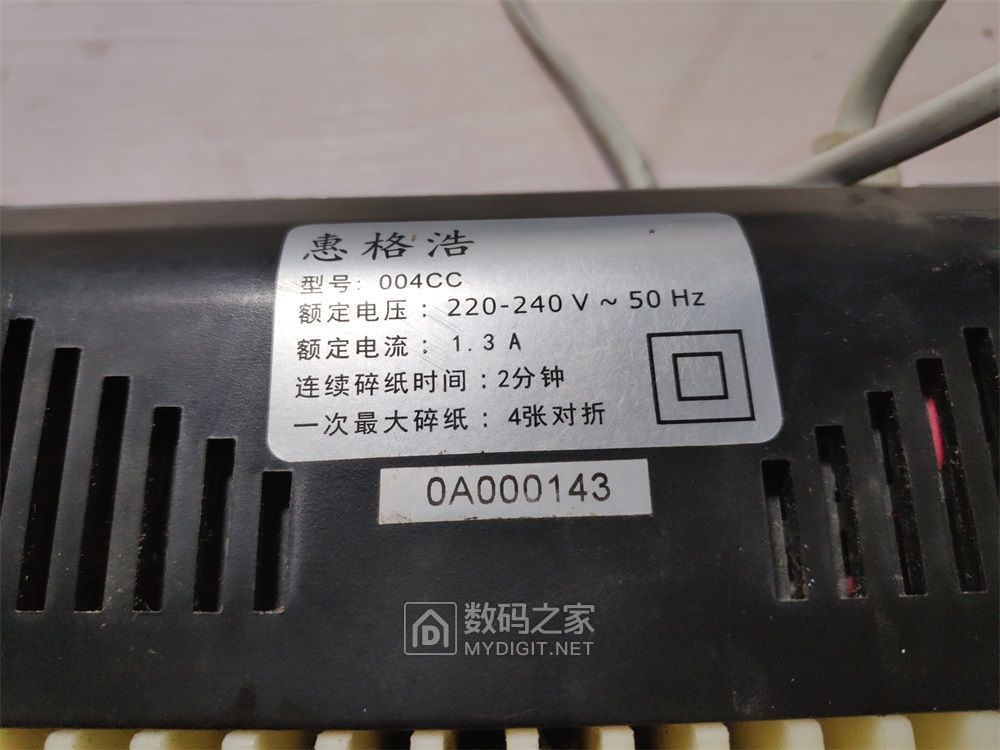 惠格浩
型号: 004CC
额定电压: 220-240 V ~ 50 Hz
额定电流: 1.3 A
连续碎纸时间:2分钟
一次最大碎纸: 4张对折
0A000143
数码之家
MYDIGIT.NET